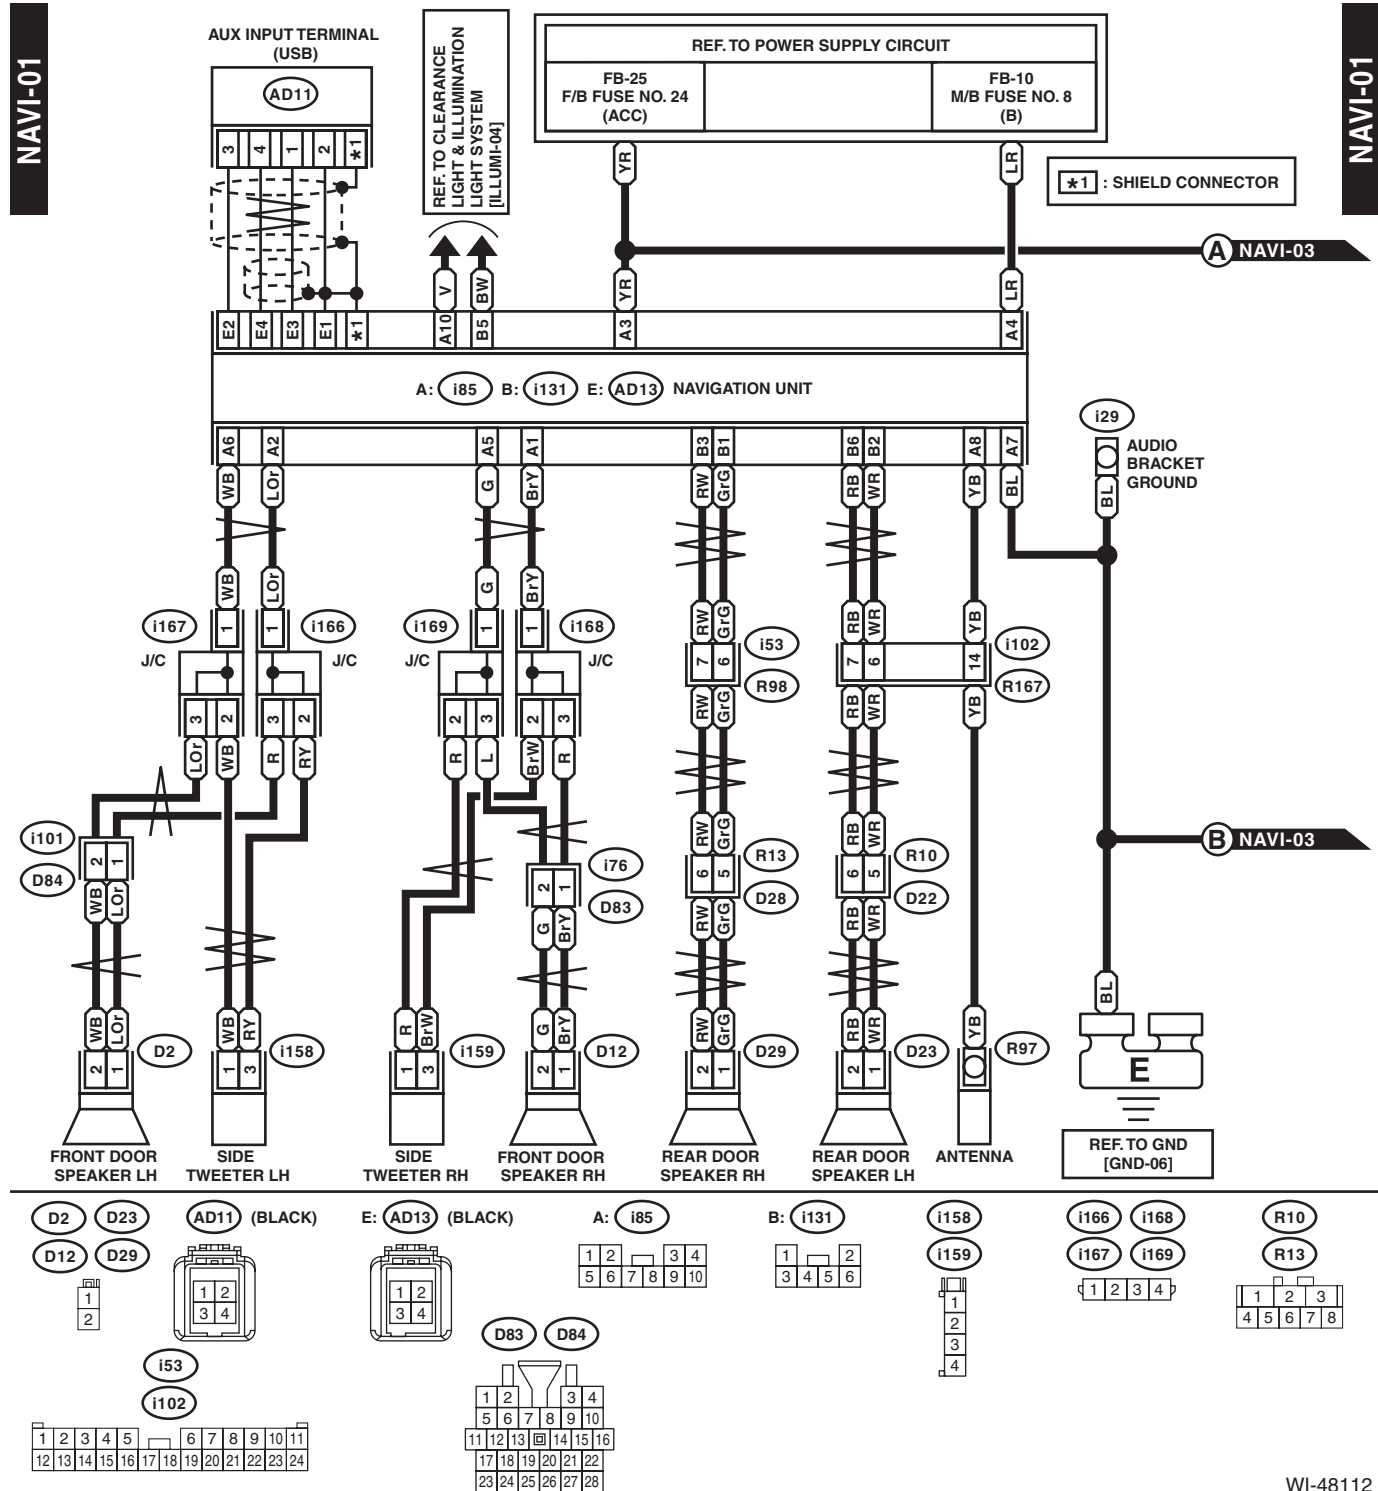 NAVI-01
NAVI-01
AUX INPUT TERMINAL
(USB)
AD11
3 4 1 2 *1
REF. TO CLEARANCE
LIGHT & ILLUMINATION
LIGHT SYSTEM
[ILLUMI-04]
REF. TO POWER SUPPLY CIRCUIT
FB-25
F/B FUSE NO. 24
(ACC)
FB-10
M/B FUSE NO. 8
(B)
YR LR
*1 : SHIELD CONNECTOR
A NAVI-03
V BW YR LR
E2 E4 E3 E1 *1 A10 B5 A3 A4
A: i85 B: i131 E: AD13 NAVIGATION UNIT
i29
AUDIO
BRACKET
GROUND
BL
A6 A2 A5 A1 B3 B1 B6 B2 A8 A7
WB LOr G BrY RW GrG RB WR YB BL
WB LOr G BrY RW GrG RB WR YB
i167 1 1 i166 i169 1 1 i168 7 6 i53 7 6 14 i102
J/C J/C J/C J/C
R98 R167
3 2 3 2 2 3 2 3
RW GrG RB WR YB
LOr WB R RY R L BrW R
i101 2 1 D84
RW GrG RB WR
B NAVI-03
i76 2 1 D83
6 5 R13 D28
6 5 R10 D22
WB LOr G BrY RW GrG RB WR
BL
WB LOr WB RY R BrW G BrY RW GrG RB WR YB
2 1 D2 1 3 i158 1 3 i159 2 1 D12 2 1 D29 2 1 D23 R97
E
FRONT DOOR
SPEAKER LH
SIDE
TWEETER LH
SIDE
TWEETER RH
FRONT DOOR
SPEAKER RH
REAR DOOR
SPEAKER RH
REAR DOOR
SPEAKER LH
ANTENNA
REF. TO GND
[GND-06]
D2 D23
D12 D29
1
2
AD11 (BLACK)
1 2
3 4
E: AD13 (BLACK)
1 2
3 4
A: i85
1 2 3 4
5 6 7 8 9 10
B: i131
1 2
3 4 5 6
i158
i159
1
2
3
4
i166 i168
i167 i169
1 2 3 4
R10
R13
1 2 3
4 5 6 7 8
i53
i102
1 2 3 4 5 6 7 8 9 10 11
12 13 14 15 16 17 18 19 20 21 22 23 24
D83 D84
1 2 3 4
5 6 7 8 9 10
11 12 13 14 15 16
17 18 19 20 21 22
23 24 25 26 27 28
WI-48112